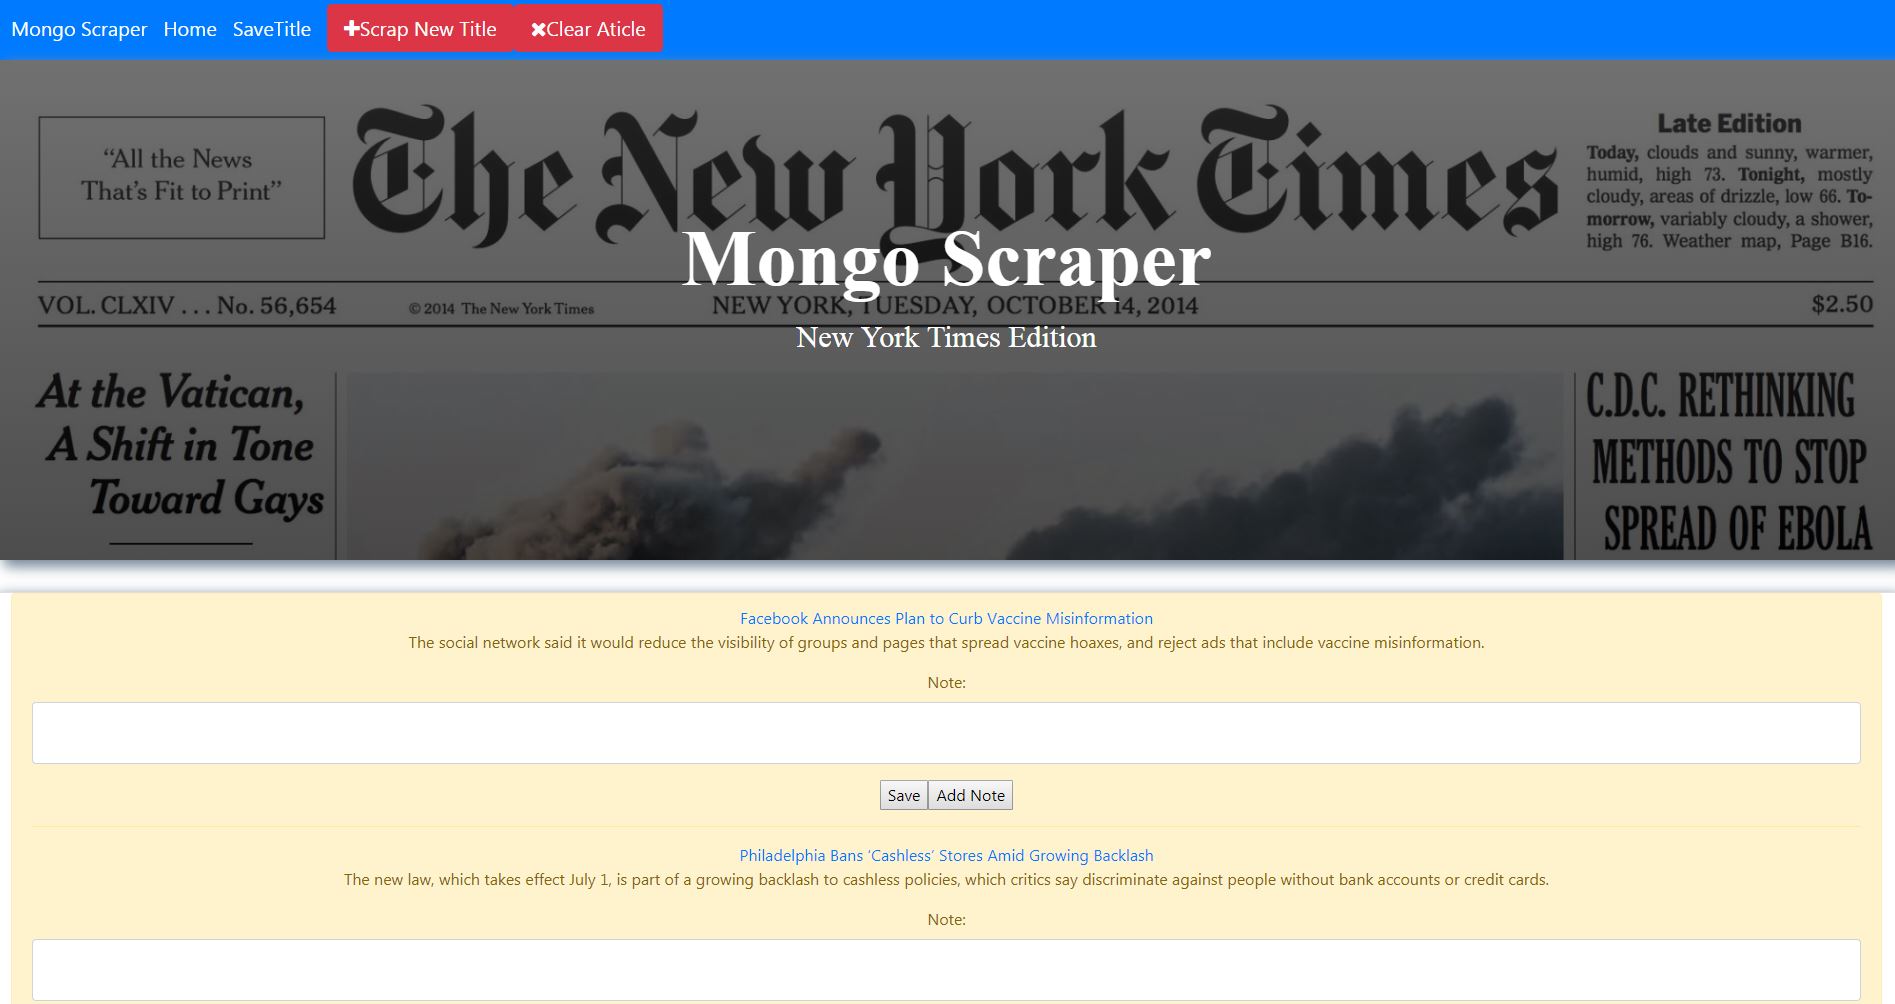 Mongo Scraper Home SaveTitle Scrap New Title Clear Aticle
“All the News
That’s Fit to Print”
The New York Times
Late Edition
Today, clouds and sunny, warmer,
humid, high 73. Tonight, mostly
cloudy, areas of drizzle, low 66. To-
morrow, variably cloudy, a shower,
high 76. Weather map, Page B16.
Mongo Scraper
VOL. CLXIV . . . No. 56,654 © 2014 The New York Times NEW YORK, TUESDAY, OCTOBER 14, 2014 $2.50
New York Times Edition
At the Vatican,
A Shift in Tone
Toward Gays
C.D.C. RETHINKING
METHODS TO STOP
SPREAD OF EBOLA
Facebook Announces Plan to Curb Vaccine Misinformation
The social network said it would reduce the visibility of groups and pages that spread vaccine hoaxes, and reject ads that include vaccine misinformation.
Note:
Save Add Note
Philadelphia Bans ‘Cashless’ Stores Amid Growing Backlash
The new law, which takes effect July 1, is part of a growing backlash to cashless policies, which critics say discriminate against people without bank accounts or credit cards.
Note: